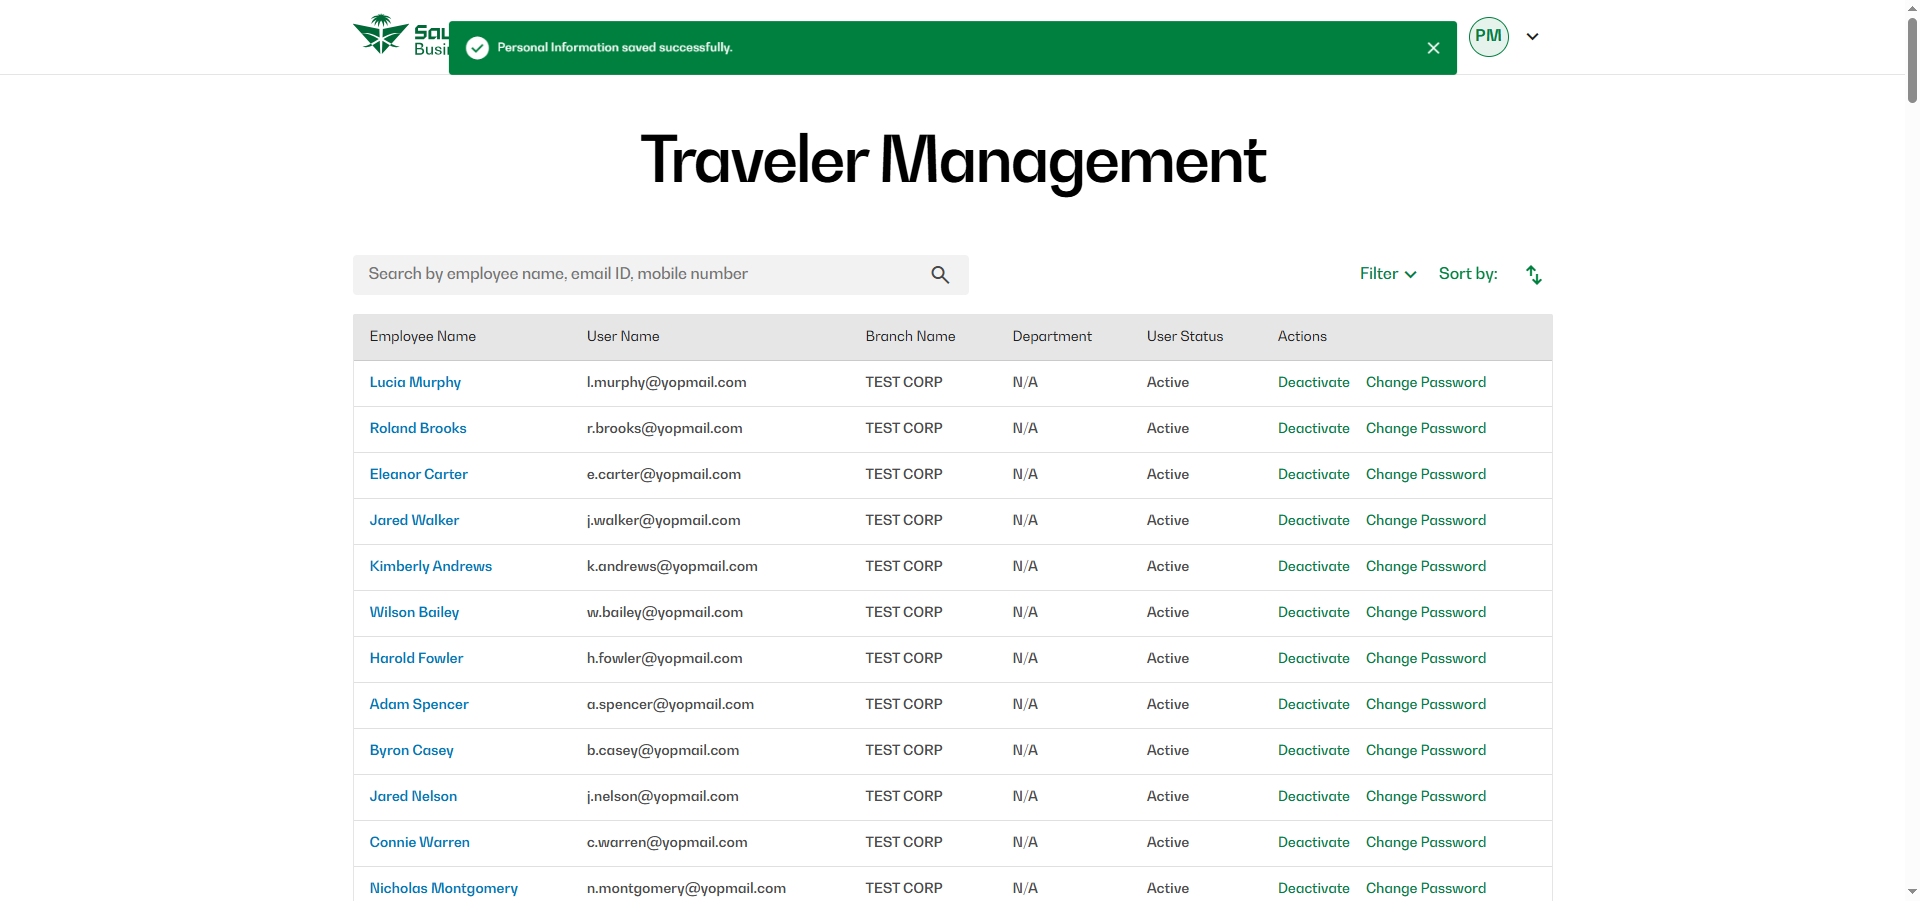 Personal Information saved successfully.
PM
Traveler Management
Search by employee name, email ID, mobile number
Filter Sort by:
Employee Name User Name Branch Name Department User Status Actions
Lucia Murphy l.murphy@yopmail.com TEST CORP N/A Active Deactivate Change Password
Roland Brooks r.brooks@yopmail.com TEST CORP N/A Active Deactivate Change Password
Eleanor Carter e.carter@yopmail.com TEST CORP N/A Active Deactivate Change Password
Jared Walker j.walker@yopmail.com TEST CORP N/A Active Deactivate Change Password
Kimberly Andrews k.andrews@yopmail.com TEST CORP N/A Active Deactivate Change Password
Wilson Bailey w.bailey@yopmail.com TEST CORP N/A Active Deactivate Change Password
Harold Fowler h.fowler@yopmail.com TEST CORP N/A Active Deactivate Change Password
Adam Spencer a.spencer@yopmail.com TEST CORP N/A Active Deactivate Change Password
Byron Casey b.casey@yopmail.com TEST CORP N/A Active Deactivate Change Password
Jared Nelson j.nelson@yopmail.com TEST CORP N/A Active Deactivate Change Password
Connie Warren c.warren@yopmail.com TEST CORP N/A Active Deactivate Change Password
Nicholas Montgomery n.montgomery@yopmail.com TEST CORP N/A Active Deactivate Change Password